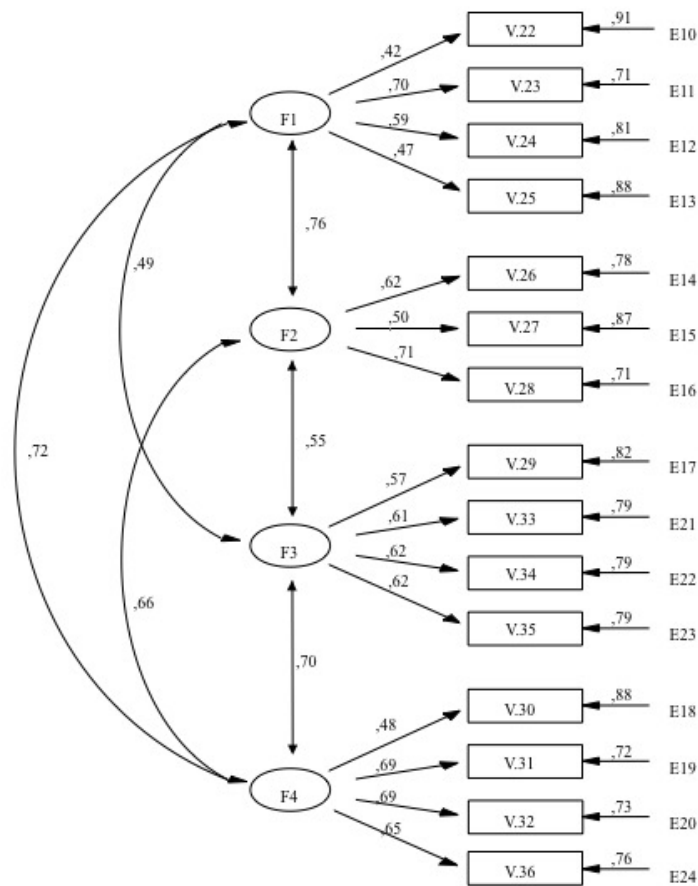 ,91
V.22
E10
,42
,70
,71
V.23
E11
F1
,59
,81
V.24
E12
,47
,88
V.25
E13
,76
,49
,78
V.26
E14
,62
F2
,50
,87
V.27
E15
,71
,71
V.28
E16
,72
,55
,82
V.29
E17
,57
,61
,79
V.33
E21
F3
,62
,79
V.34
E22
,62
,79
V.35
E23
,66
,70
,88
V.30
E18
,48
,69
,72
V.31
E19
F4
,69
,73
V.32
E20
,65
,76
V.36
E24